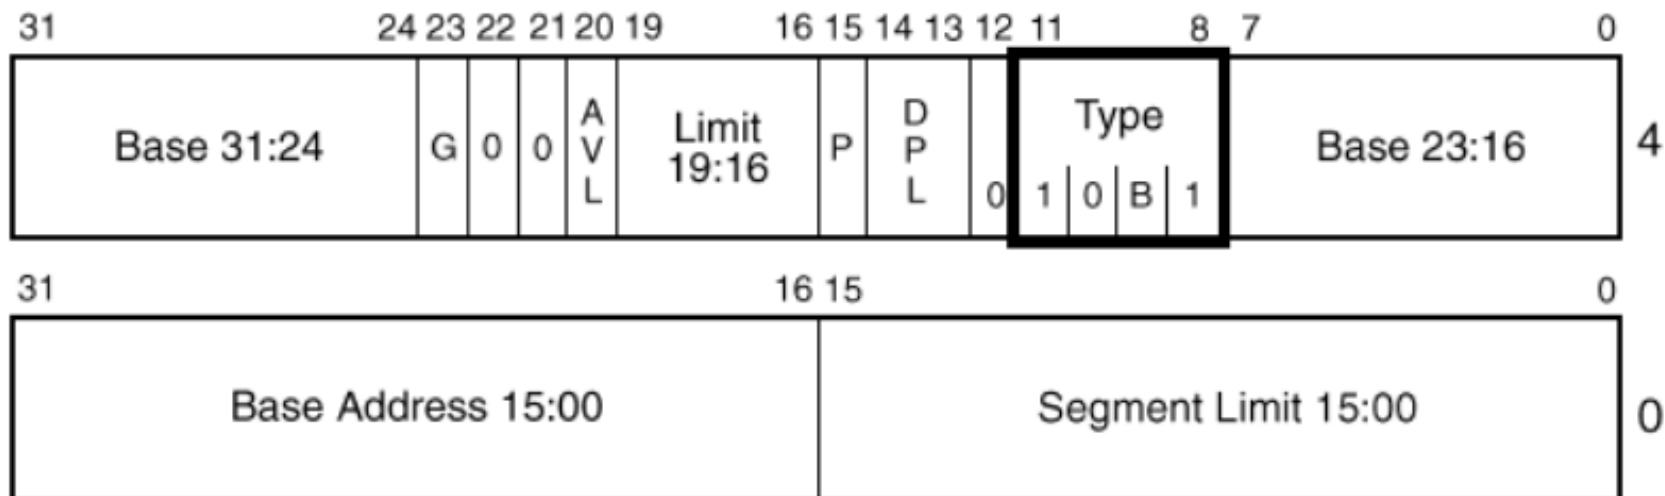 31 24 23 22 21 20 19 16 15 14 13 12 11 8 7 0
Base 31:24 G 0 0 AVL Limit 19:16 P DPL 0 Type 1 0 B 1 Base 23:16 4
31 16 15 0
Base Address 15:00 Segment Limit 15:00 0